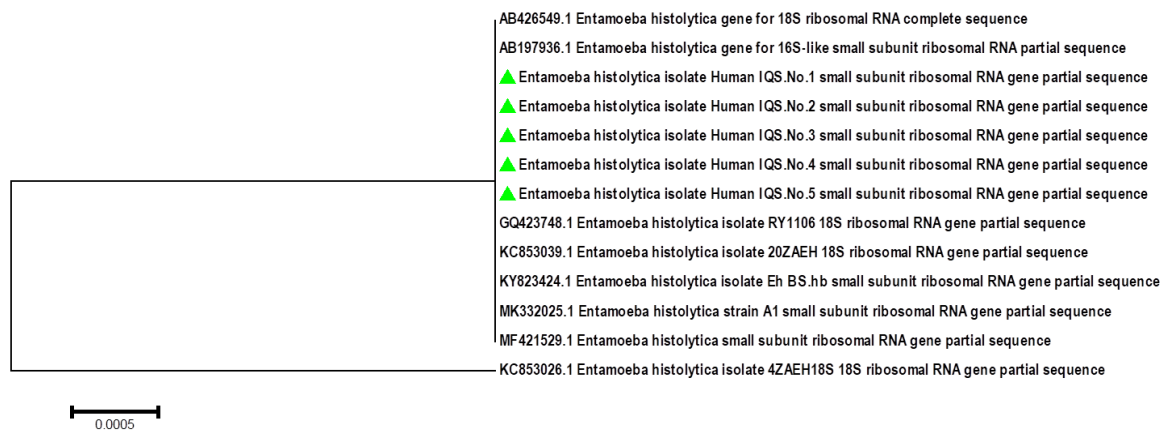 AB426549.1 Entamoeba histolytica gene for 18S ribosomal RNA complete sequence
AB197936.1 Entamoeba histolytica gene for 16S-like small subunit ribosomal RNA partial sequence
Entamoeba histolytica isolate Human IQS.No.1 small subunit ribosomal RNA gene partial sequence
Entamoeba histolytica isolate Human IQS.No.2 small subunit ribosomal RNA gene partial sequence
Entamoeba histolytica isolate Human IQS.No.3 small subunit ribosomal RNA gene partial sequence
Entamoeba histolytica isolate Human IQS.No.4 small subunit ribosomal RNA gene partial sequence
Entamoeba histolytica isolate Human IQS.No.5 small subunit ribosomal RNA gene partial sequence
GQ423748.1 Entamoeba histolytica isolate RY1106 18S ribosomal RNA gene partial sequence
KC853039.1 Entamoeba histolytica isolate 20ZAEH 18S ribosomal RNA gene partial sequence
KY823424.1 Entamoeba histolytica isolate Eh BS.hb small subunit ribosomal RNA gene partial sequence
MK332025.1 Entamoeba histolytica strain A1 small subunit ribosomal RNA gene partial sequence
MF421529.1 Entamoeba histolytica small subunit ribosomal RNA gene partial sequence
KC853026.1 Entamoeba histolytica isolate 4ZAEH18S 18S ribosomal RNA gene partial sequence
0.0005